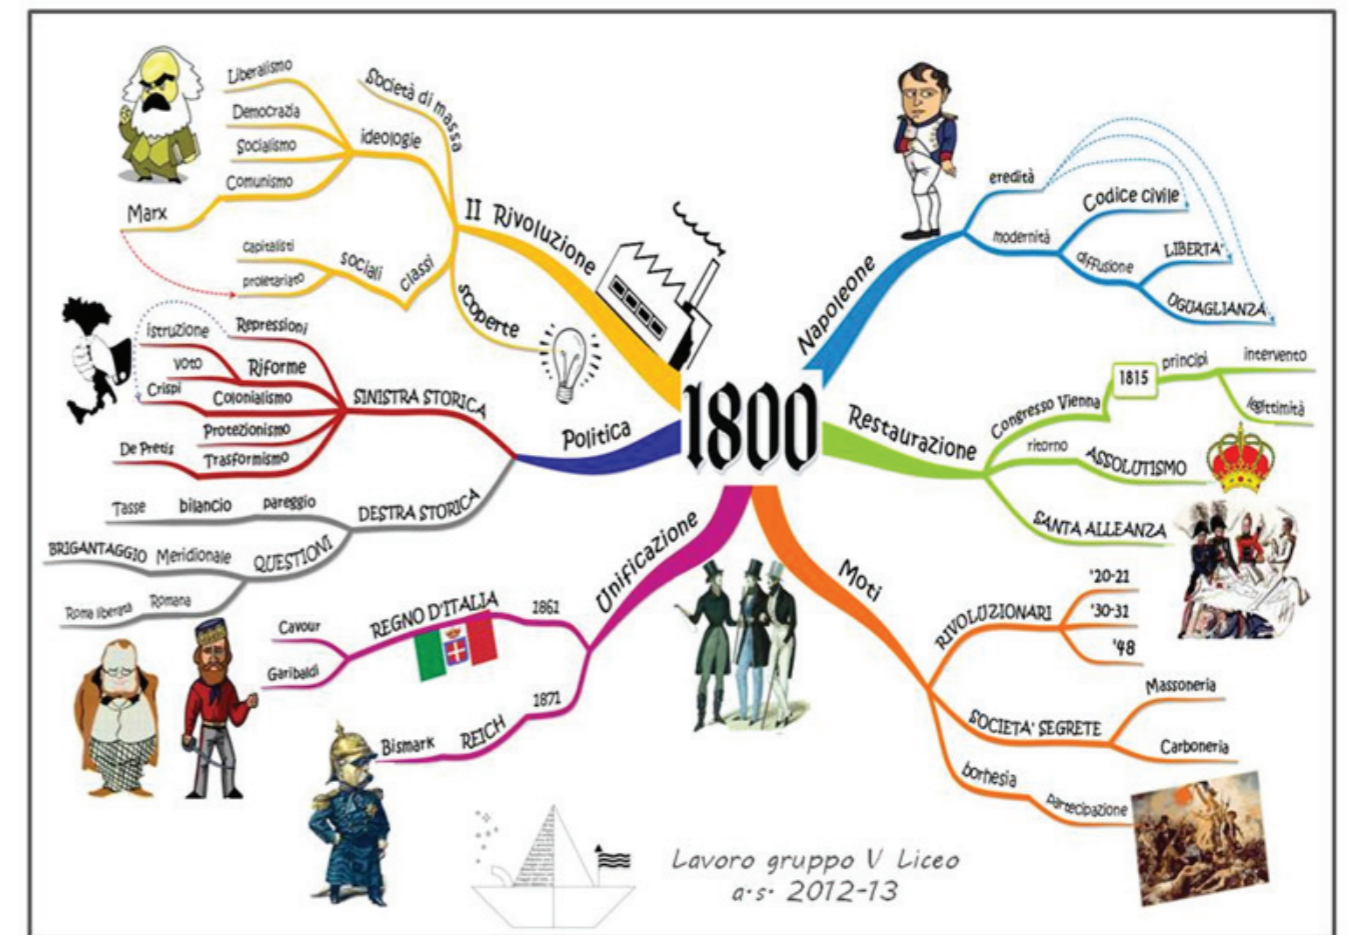 1800
II Rivoluzione
Società di massa
ideologie
Liberalismo
Democrazia
Socialismo
Comunismo
Marx
classi
sociali
capitalisti
proletariato
scoperte
Politica
SINISTRA STORICA
Repressioni
Riforme
istruzione
voto
Colonialismo
Crispi
Protezionismo
Trasformismo
De Pretis
DESTRA STORICA
pareggio
bilancio
Tasse
QUESTIONI
Meridionale
BRIGANTAGGIO
Romana
Roma liberata
Unificazione
1861
REGNO D'ITALIA
Cavour
Garibaldi
1871
REICH
Bismark
Napoleone
eredità
modernità
Codice civile
diffusione
LIBERTA'
UGUAGLIANZA
Restaurazione
Congresso Vienna
1815
principi
intervento
legittimità
ritorno
ASSOLUTISMO
SANTA ALLEANZA
Moti
RIVOLUZIONARI
'20-21
'30-31
'48
SOCIETA' SEGRETE
Massoneria
Carboneria
borhesia
partecipazione
Lavoro gruppo V Liceo
a.s. 2012-13